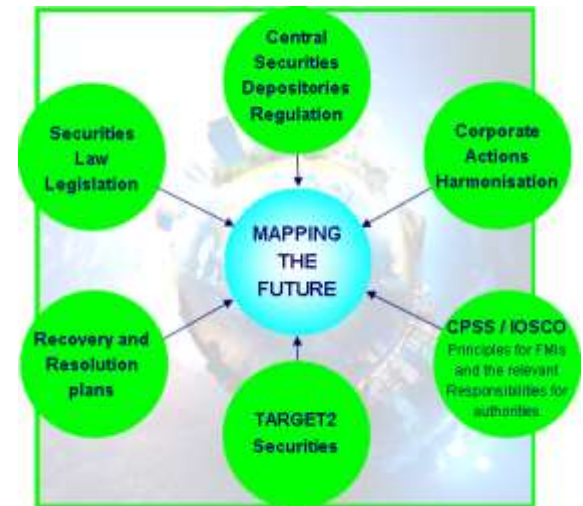 Central
Securities
Depositories
Regulation
Securities
Law
Legislation
Corporate
Actions
Harmonisation
MAPPING
THE
FUTURE
Recovery and
Resolution
plans
CPSS / IOSCO
Principles for FMIs
and the relevant
Responsibilities for
authorities
TARGET2
Securities